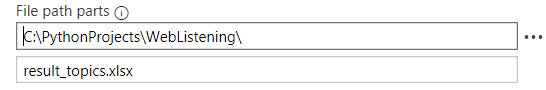 File path parts
C:\PythonProjects\WebListening\
result_topics.xlsx